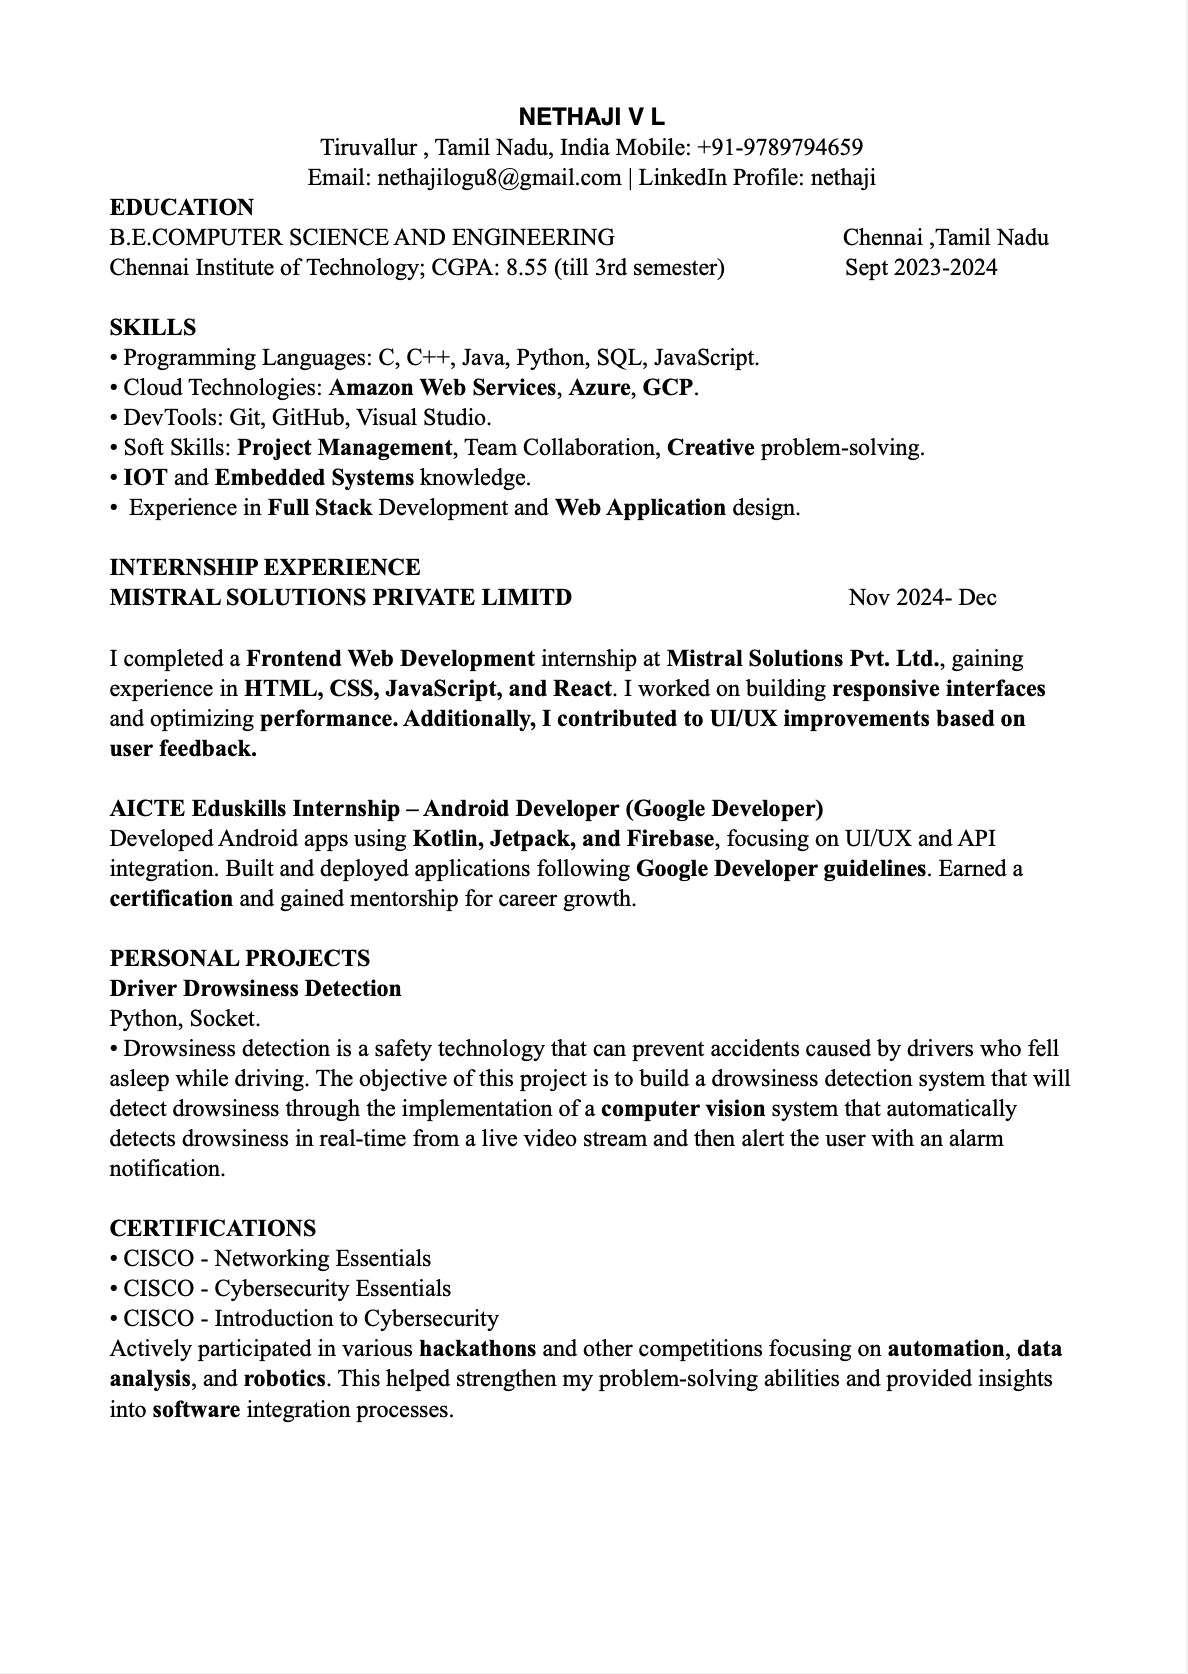 NETHAJI V L
Tiruvallur , Tamil Nadu, India Mobile: +91-9789794659
Email: nethajilogu8@gmail.com | LinkedIn Profile: nethaji
EDUCATION
B.E.COMPUTER SCIENCE AND ENGINEERING Chennai ,Tamil Nadu
Chennai Institute of Technology; CGPA: 8.55 (till 3rd semester) Sept 2023-2024
SKILLS
• Programming Languages: C, C++, Java, Python, SQL, JavaScript.
• Cloud Technologies: Amazon Web Services, Azure, GCP.
• DevTools: Git, GitHub, Visual Studio.
• Soft Skills: Project Management, Team Collaboration, Creative problem-solving.
• IOT and Embedded Systems knowledge.
• Experience in Full Stack Development and Web Application design.
INTERNSHIP EXPERIENCE
MISTRAL SOLUTIONS PRIVATE LIMITD Nov 2024- Dec
I completed a Frontend Web Development internship at Mistral Solutions Pvt. Ltd., gaining
experience in HTML, CSS, JavaScript, and React. I worked on building responsive interfaces
and optimizing performance. Additionally, I contributed to UI/UX improvements based on
user feedback.
AICTE Eduskills Internship – Android Developer (Google Developer)
Developed Android apps using Kotlin, Jetpack, and Firebase, focusing on UI/UX and API
integration. Built and deployed applications following Google Developer guidelines. Earned a
certification and gained mentorship for career growth.
PERSONAL PROJECTS
Driver Drowsiness Detection
Python, Socket.
• Drowsiness detection is a safety technology that can prevent accidents caused by drivers who fell
asleep while driving. The objective of this project is to build a drowsiness detection system that will
detect drowsiness through the implementation of a computer vision system that automatically
detects drowsiness in real-time from a live video stream and then alert the user with an alarm
notification.
CERTIFICATIONS
• CISCO - Networking Essentials
• CISCO - Cybersecurity Essentials
• CISCO - Introduction to Cybersecurity
Actively participated in various hackathons and other competitions focusing on automation, data
analysis, and robotics. This helped strengthen my problem-solving abilities and provided insights
into software integration processes.